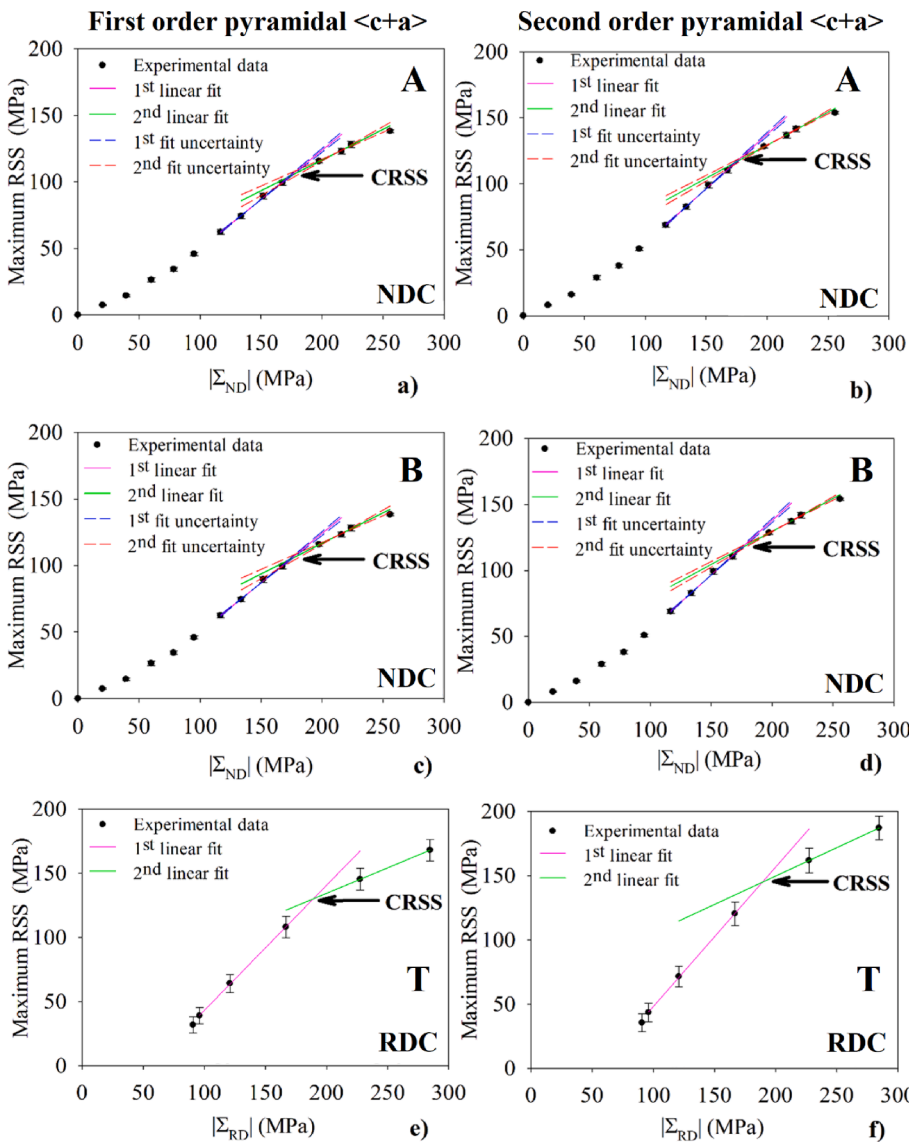 First order pyramidal <c+a>
Second order pyramidal <c+a>
200
150
100
50
0
Maximum RSS (MPa)
Experimental data
1st linear fit
2nd linear fit
1st fit uncertainty
2nd fit uncertainty
A
CRSS
NDC
0 50 100 150 200 250 300
|ΣND| (MPa)
a)
200
150
100
50
0
Maximum RSS (MPa)
Experimental data
1st linear fit
2nd linear fit
1st fit uncertainty
2nd fit uncertainty
A
CRSS
NDC
0 50 100 150 200 250 300
|ΣND| (MPa)
b)
200
150
100
50
0
Maximum RSS (MPa)
Experimental data
1st linear fit
2nd linear fit
1st fit uncertainty
2nd fit uncertainty
B
CRSS
NDC
0 50 100 150 200 250 300
|ΣND| (MPa)
c)
200
150
100
50
0
Maximum RSS (MPa)
Experimental data
1st linear fit
2nd linear fit
1st fit uncertainty
2nd fit uncertainty
B
CRSS
NDC
0 50 100 150 200 250 300
|ΣND| (MPa)
d)
200
150
100
50
0
Maximum RSS (MPa)
Experimental data
1st linear fit
2nd linear fit
CRSS
T
RDC
0 50 100 150 200 250 300
|ΣRD| (MPa)
e)
200
150
100
50
0
Maximum RSS (MPa)
Experimental data
1st linear fit
2nd linear fit
CRSS
T
RDC
0 50 100 150 200 250 300
|ΣRD| (MPa)
f)